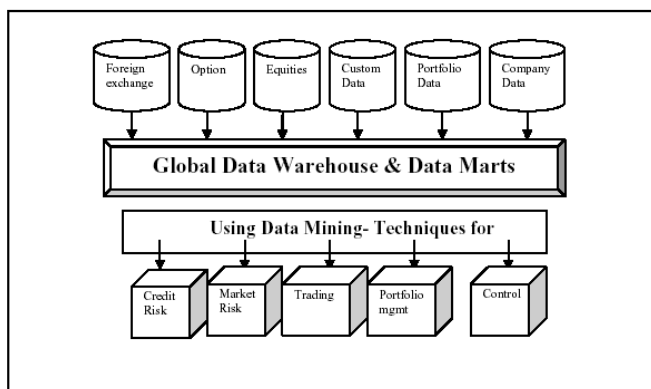 Foreign
exchange
Option
Equities
Custom
Data
Portfolio
Data
Company
Data
Global Data Warehouse & Data Marts
Using Data Mining- Techniques for
Credit
Risk
Market
Risk
Trading
Portfolio
mgmt
Control